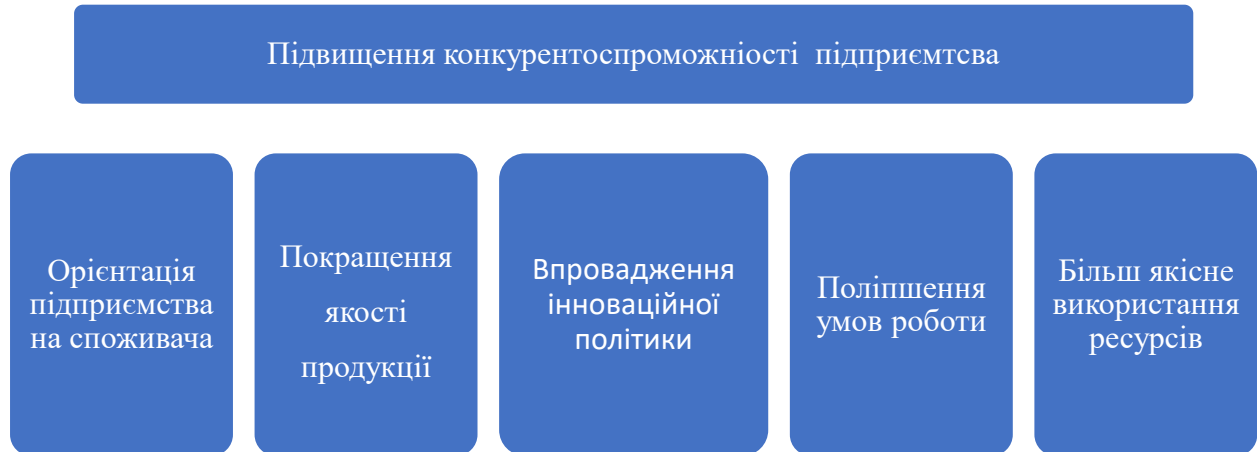 Підвищення конкурентоспроможніості  підприємтсва
Орієнтація
підприємства
на споживача
Покращення
якості
продукції
Впровадження
інноваційної
політики
Поліпшення
умов роботи
Більш якісне
використання
ресурсів